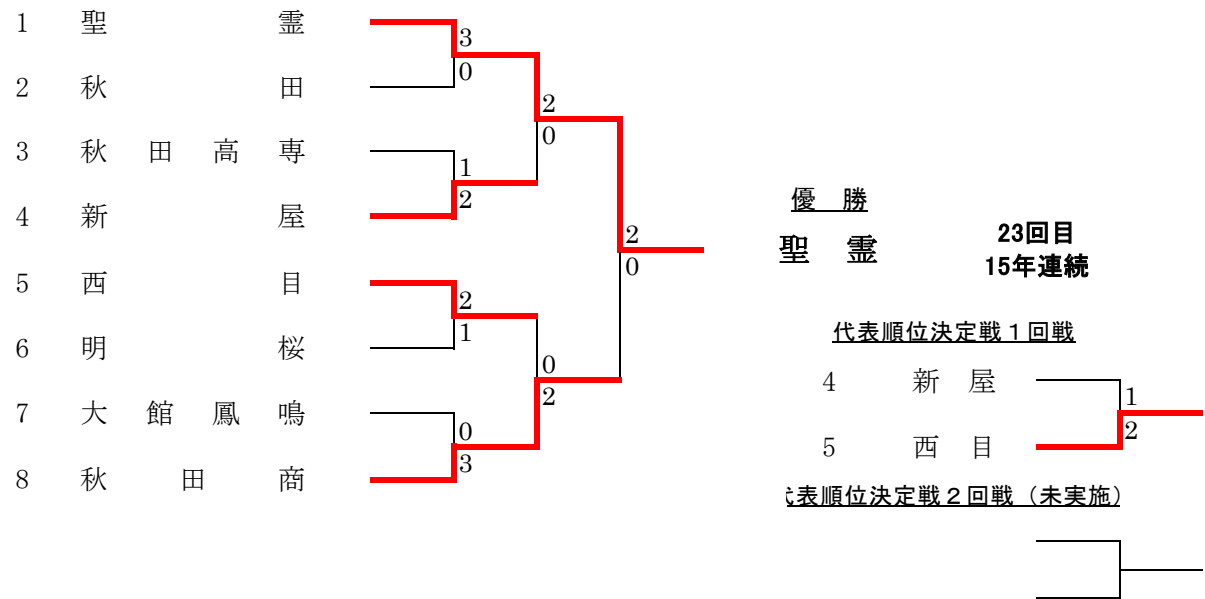 1 聖霊
3
0
2 秋田
2
0
3 秋田高専
1
2
4 新屋
2
0
5 西目
2
1
6 明桜
0
2
7 大館鳳鳴
0
3
8 秋田商
優 勝
聖 霊
23回目
15年連続
代表順位決定戦1回戦
4 新屋
1
2
5 西目
代表順位決定戦2回戦(未実施)